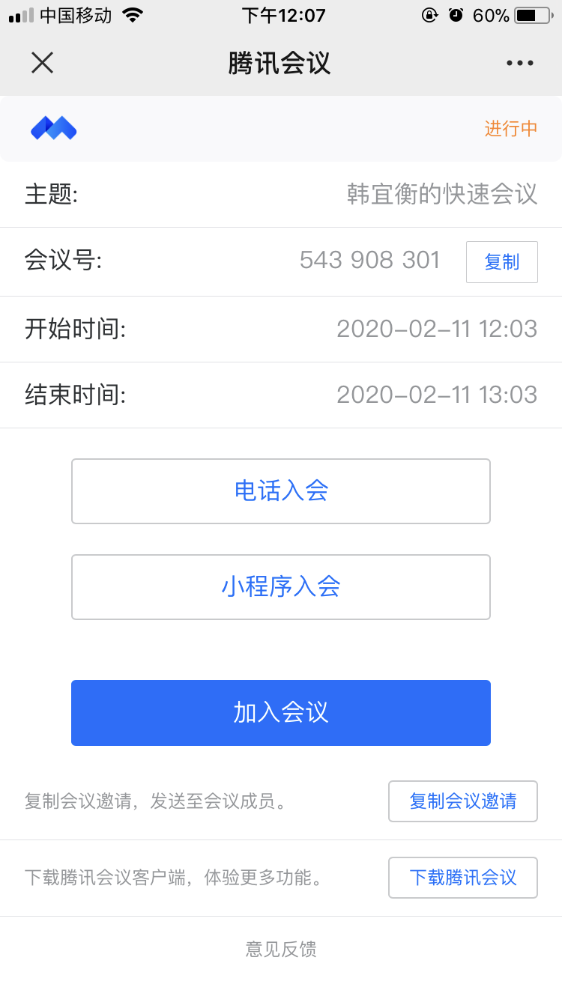 中国移动 下午12:07 60%
腾讯会议
进行中
主题: 韩宜衡的快速会议
会议号: 543 908 301 复制
开始时间: 2020-02-11 12:03
结束时间: 2020-02-11 13:03
电话入会
小程序入会
加入会议
复制会议邀请，发送至会议成员。 复制会议邀请
下载腾讯会议客户端，体验更多功能。 下载腾讯会议
意见反馈